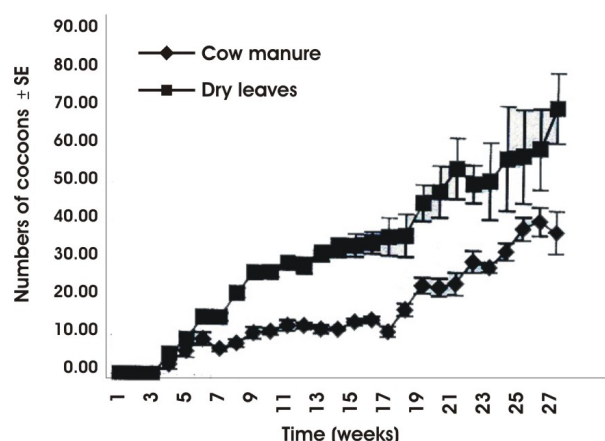 90.00
80.00
70.00
60.00
50.00
40.00
30.00
20.00
10.00
0.00
Numbers of cocoons ± SE
Cow manure
Dry leaves
1 3 5 7 9 11 13 15 17 19 21 23 25 27
Time (weeks)